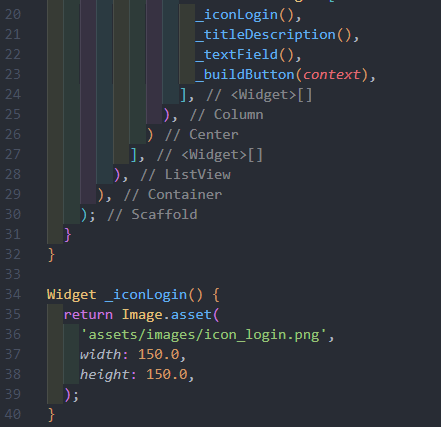 20 _iconLogin(),
21 _titleDescription(),
22 _textField(),
23 _buildButton(context),
24 ], // <Widget>[]
25 ), // Column
26 ) // Center
27 ], // <Widget>[]
28 ), // ListView
29 ), // Container
30 ); // Scaffold
31 }
32 }
33
34 Widget _iconLogin() {
35 return Image.asset(
36 'assets/images/icon_login.png',
37 width: 150.0,
38 height: 150.0,
39 );
40 }